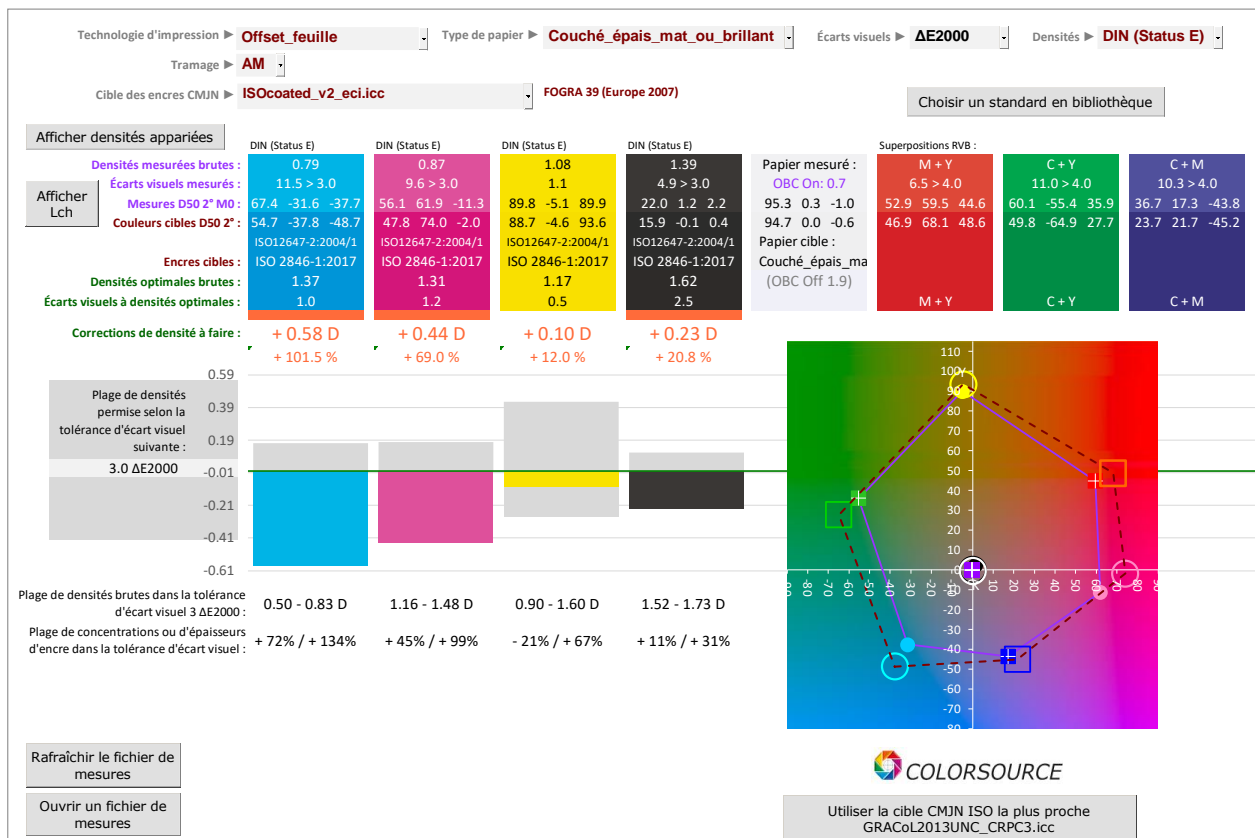 Technologie d'impression ▶ Offset_feuille Type de papier ▶ Couché_épais_mat_ou_brillant Écarts visuels ▶ ΔE2000 Densités ▶ DIN (Status E)
Tramage ▶ AM
Cible des encres CMJN ▶ ISOcoated_v2_eci.icc FOGRA 39 (Europe 2007)
Choisir un standard en bibliothèque
Afficher densités appariées
DIN (Status E) DIN (Status E) DIN (Status E) DIN (Status E) Superpositions RVB :
Densités mesurées brutes : 0.79 0.87 1.08 1.39 Papier mesuré : M + Y C + Y C + M
Écarts visuels mesurés : 11.5 > 3.0 9.6 > 3.0 1.1 4.9 > 3.0 OBC On: 0.7 6.5 > 4.0 11.0 > 4.0 10.3 > 4.0
Afficher Lch
Mesures D50 2° M0 : 67.4 -31.6 -37.7 56.1 61.9 -11.3 89.8 -5.1 89.9 22.0 1.2 2.2 95.3 0.3 -1.0 52.9 59.5 44.6 60.1 -55.4 35.9 36.7 17.3 -43.8
Couleurs cibles D50 2° : 54.7 -37.8 -48.7 47.8 74.0 -2.0 88.7 -4.6 93.6 15.9 -0.1 0.4 94.7 0.0 -0.6 46.9 68.1 48.6 49.8 -64.9 27.7 23.7 21.7 -45.2
ISO12647-2:2004/1 ISO12647-2:2004/1 ISO12647-2:2004/1 ISO12647-2:2004/1 Papier cible :
Encres cibles : ISO 2846-1:2017 ISO 2846-1:2017 ISO 2846-1:2017 ISO 2846-1:2017 Couché_épais_ma
Densités optimales brutes : 1.37 1.31 1.17 1.62 (OBC Off 1.9)
Écarts visuels à densités optimales : 1.0 1.2 0.5 2.5 M + Y C + Y C + M
Corrections de densité à faire : + 0.58 D + 0.44 D + 0.10 D + 0.23 D
+ 101.5 % + 69.0 % + 12.0 % + 20.8 %
Plage de densités
permise selon la
tolérance d'écart visuel
suivante :
3.0 ΔE2000
0.59
0.39
0.19
-0.01
-0.21
-0.41
-0.61
110
100
90
80
70
60
50
40
30
20
10
0
-10
-20
-30
-40
-50
-60
-70
-80
-80 -70 -60 -50 -40 -30 -20 -10 0 10 20 30 40 50 60 70 80 90
Plage de densités brutes dans la tolérance
d'écart visuel 3 ΔE2000 : 0.50 - 0.83 D 1.16 - 1.48 D 0.90 - 1.60 D 1.52 - 1.73 D
Plage de concentrations ou d'épaisseurs
d'encre dans la tolérance d'écart visuel : + 72% / + 134% + 45% / + 99% - 21% / + 67% + 11% / + 31%
Rafraîchir le fichier de
mesures
Ouvrir un fichier de
mesures
COLORSOURCE
Utiliser la cible CMJN ISO la plus proche
GRACoL2013UNC_CRPC3.icc